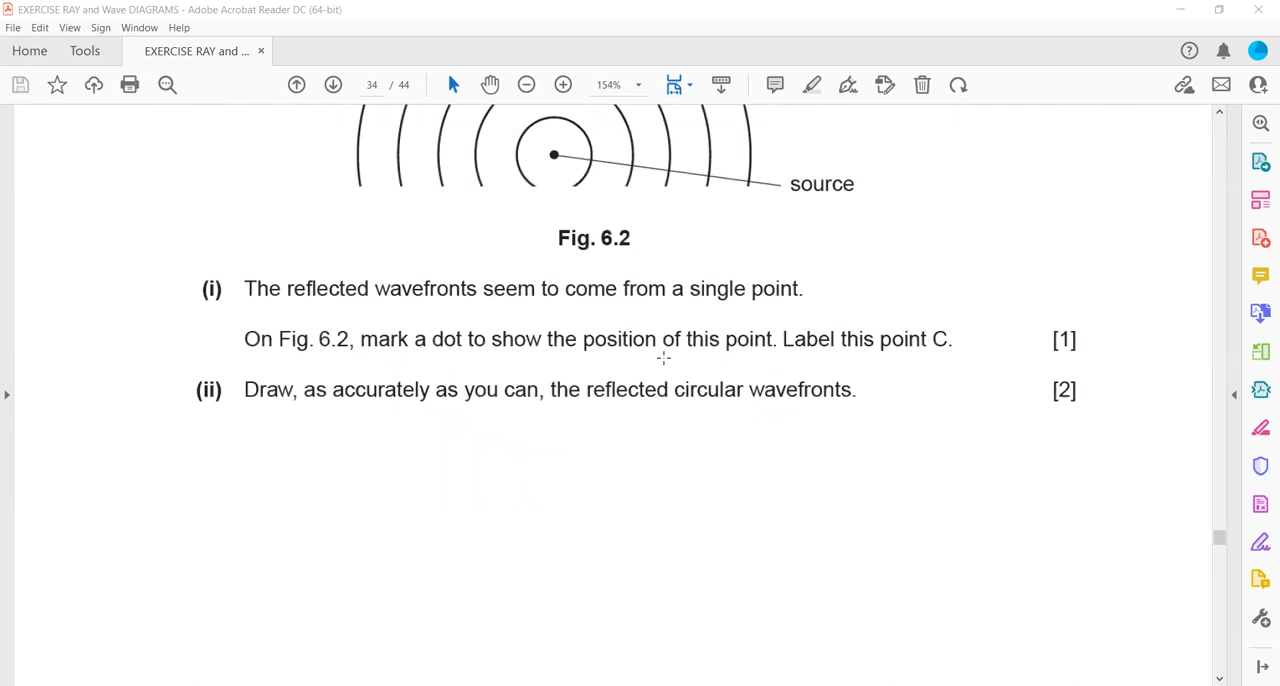 EXERCISE RAY and Wave DIAGRAMS - Adobe Acrobat Reader DC (64-bit)
File Edit View Sign Window Help
Home Tools EXERCISE RAY and ... ×
34 / 44 154%
source
Fig. 6.2
(i) The reflected wavefronts seem to come from a single point.
On Fig. 6.2, mark a dot to show the position of this point. Label this point C. [1]
(ii) Draw, as accurately as you can, the reflected circular wavefronts. [2]